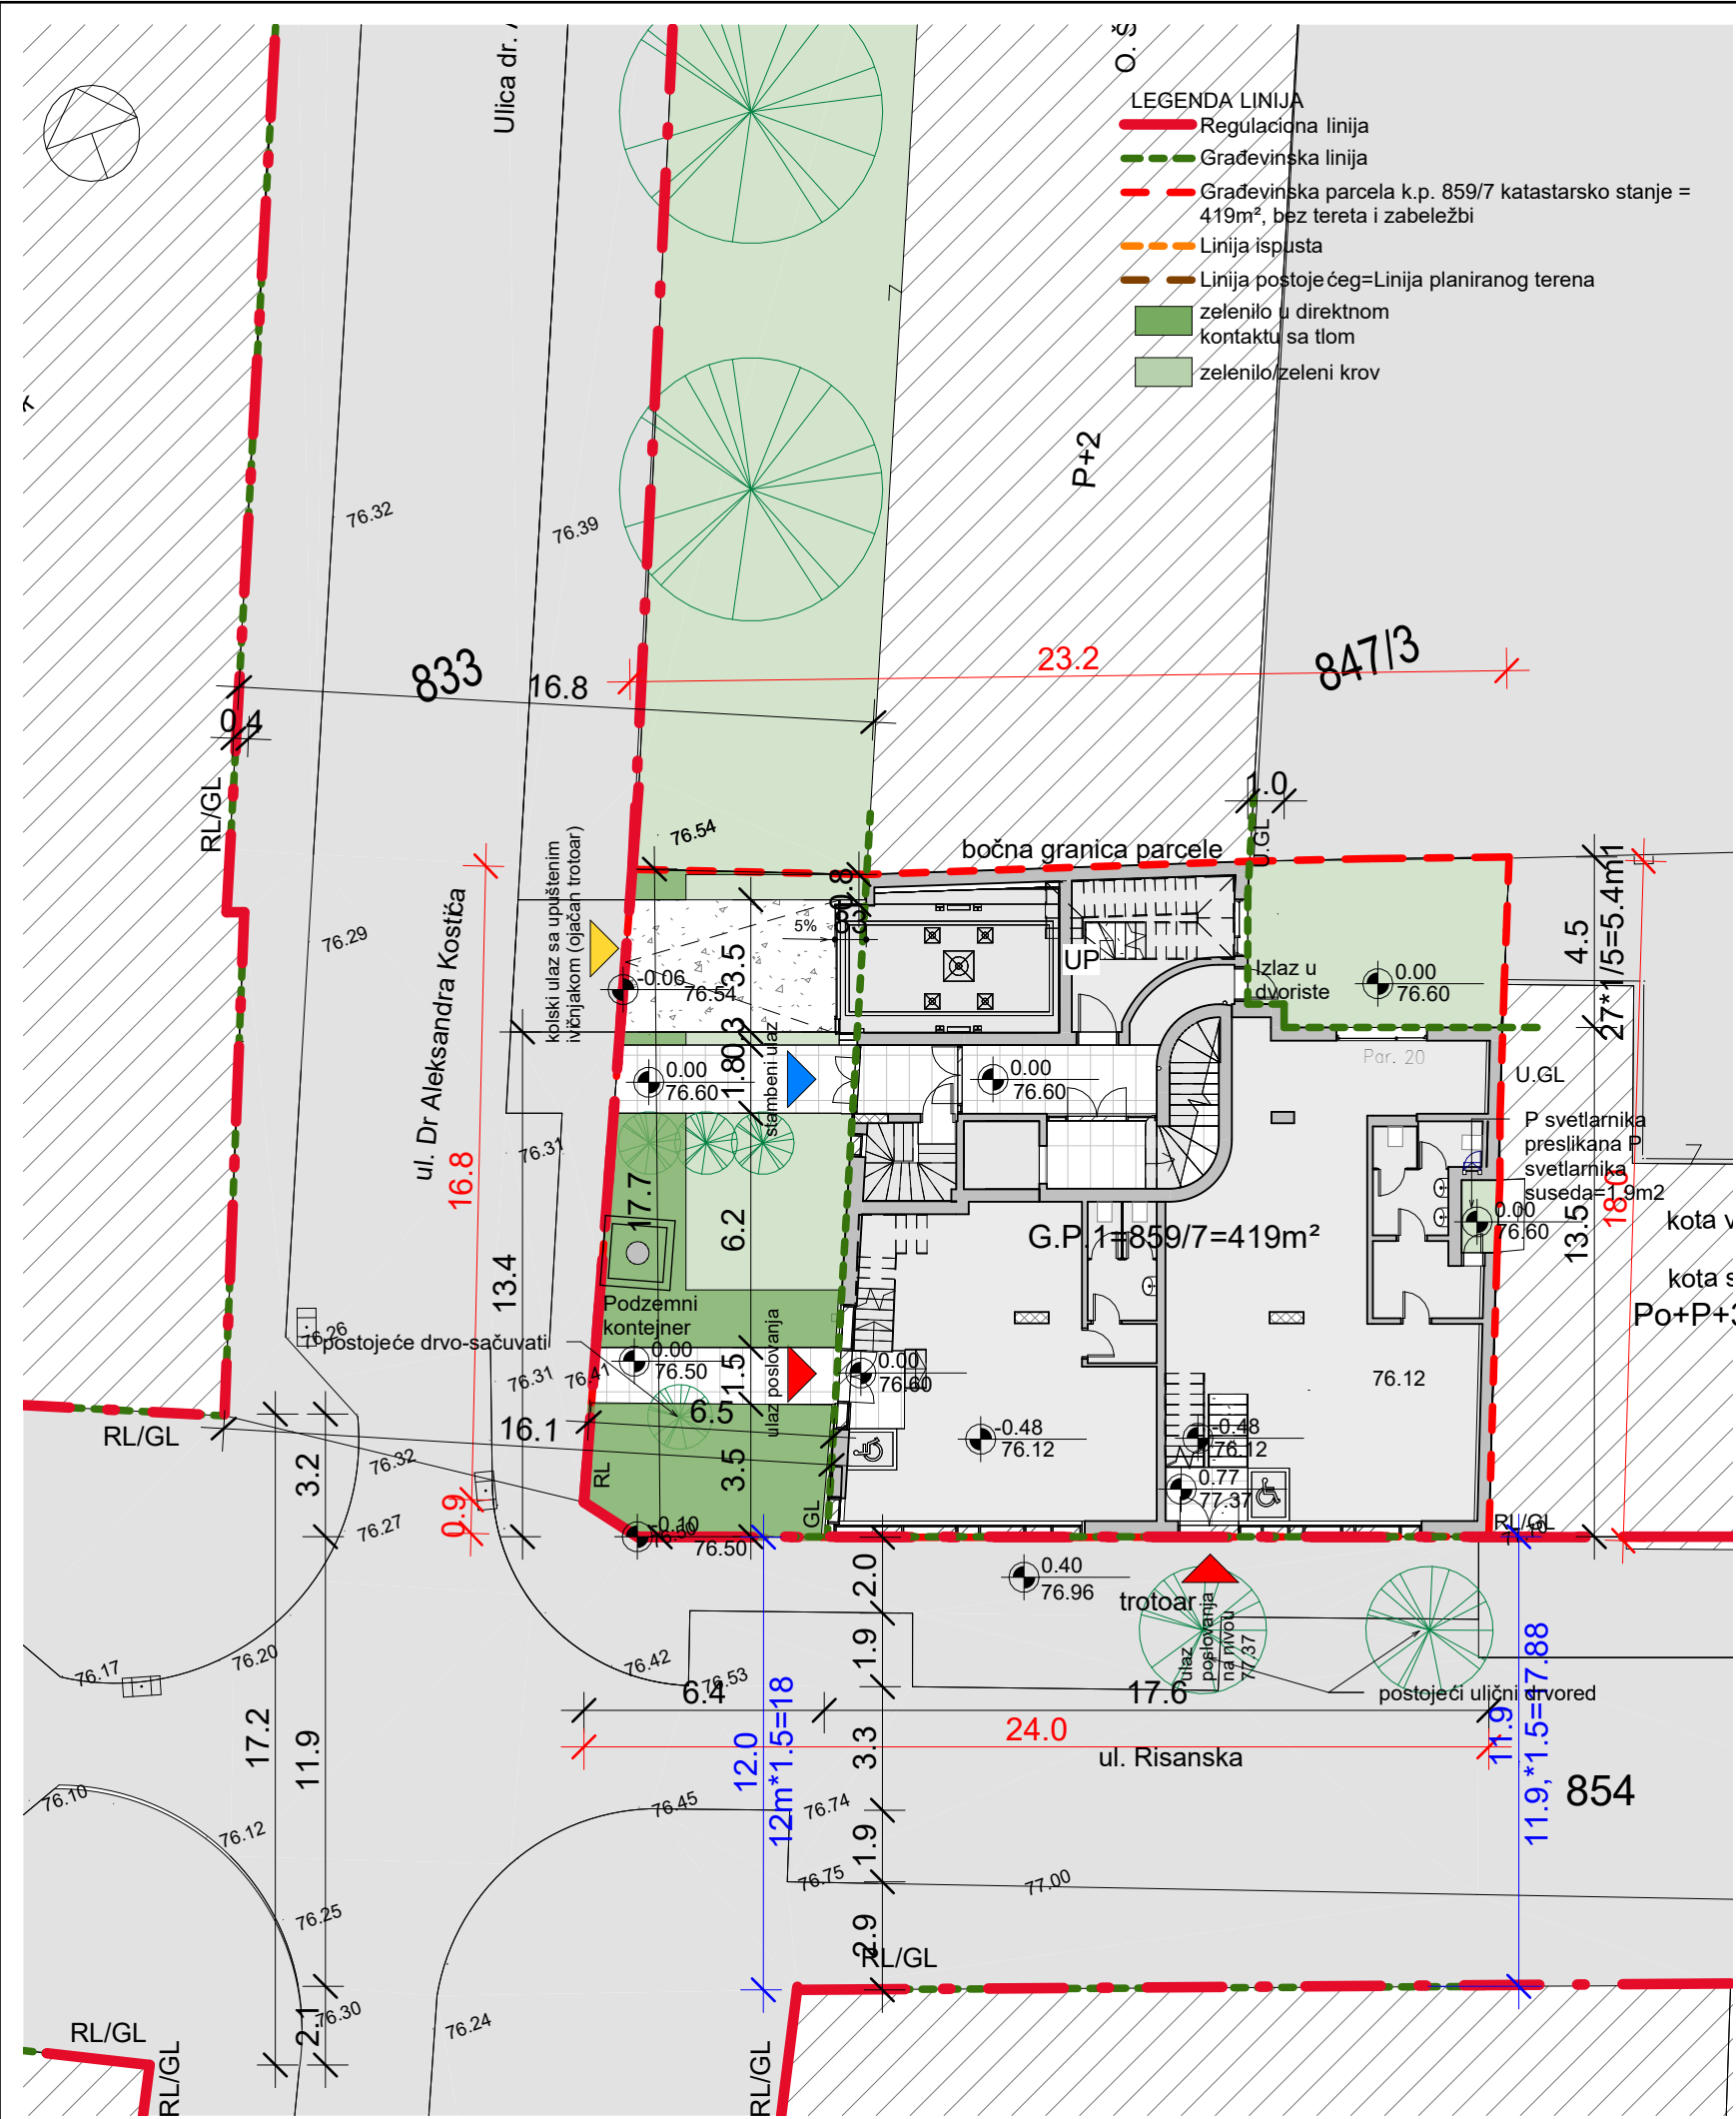 Ulica dr.
O. Š
LEGENDA LINIJA
Regulaciona linija
Građevinska linija
Građevinska parcela k.p. 859/7 katastarsko stanje =
419m², bez tereta i zabeležbi
Linija ispusta
Linija postojećeg=Linija planiranog terena
zelenilo u direktnom
kontaktu sa tlom
zelenilo/zeleni krov
P+2
76.32
76.39
833
16.8
23.2
847/3
0.4
RL/GL
1.0
U.GL
76.54
bočna granica parcele
kolski ulaz sa upuštenim
ivičnjakom (ojačan trotoar)
ul. Dr Aleksandra Kostića
76.29
0.8
5%
3.5
-0.06
76.54
UP
Izlaz u
dvoriste
0.00
76.60
4.5
27*1/5=5.4m1
0.3
1.8
stambeni ulaz
0.00
76.60
0.00
76.60
Par. 20
U.GL
P svetlarnika
preslikana P
svetlarnika
suseda=1.9m2
76.31
16.8
17.7
6.2
G.P.1=859/7=419m²
0.00
76.60
18.0
13.5
kota
kota
Po+P+3
13.4
Podzemni
kontejner
76.26
postojeće drvo-sačuvati
0.00
76.50
76.31
76.41
1.5
ulaz poslovanja
0.00
76.60
76.12
RL/GL
16.1
6.5
-0.48
76.12
-0.48
76.12
3.2
76.32
RL
3.5
0.77
77.37
0.9
76.27
GL
-0.10
76.50
76.50
RL/GL
2.0
0.40
76.96
trotoar
ulaz
poslovanja
na nivou
77.37
76.17
76.20
76.42
76.53
1.9
6.4
17.6
postojeći ulični drvored
17.2
11.9
12.0
12m*1.5=18
3.3
24.0
ul. Risanska
11.9
11.9,*1.5=17.88
854
76.10
76.12
76.45
76.74
1.9
76.75
77.00
76.25
2.9
RL/GL
76.30
2.1
76.24
RL/GL
RL/GL
RL/GL